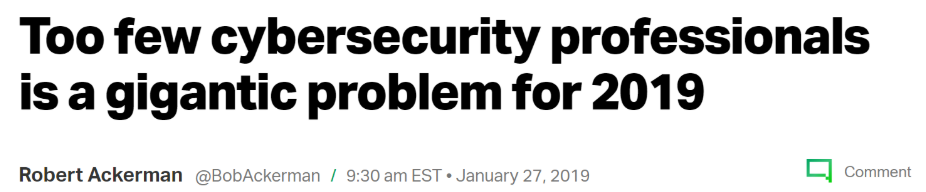 Too few cybersecurity professionals
is a gigantic problem for 2019
Robert Ackerman @BobAckerman / 9:30 am EST • January 27, 2019 Comment